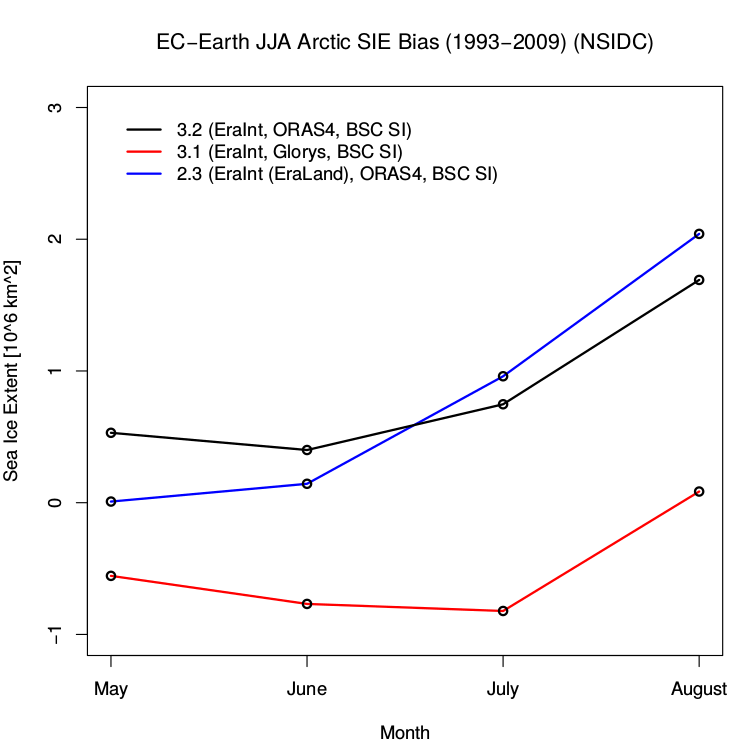 EC−Earth JJA Arctic SIE Bias (1993−2009) (NSIDC)
3.2 (EraInt, ORAS4, BSC SI)
3.1 (EraInt, Glorys, BSC SI)
2.3 (EraInt (EraLand), ORAS4, BSC SI)
Sea Ice Extent [10^6 km^2]
3
2
1
0
−1
May
June
July
August
Month